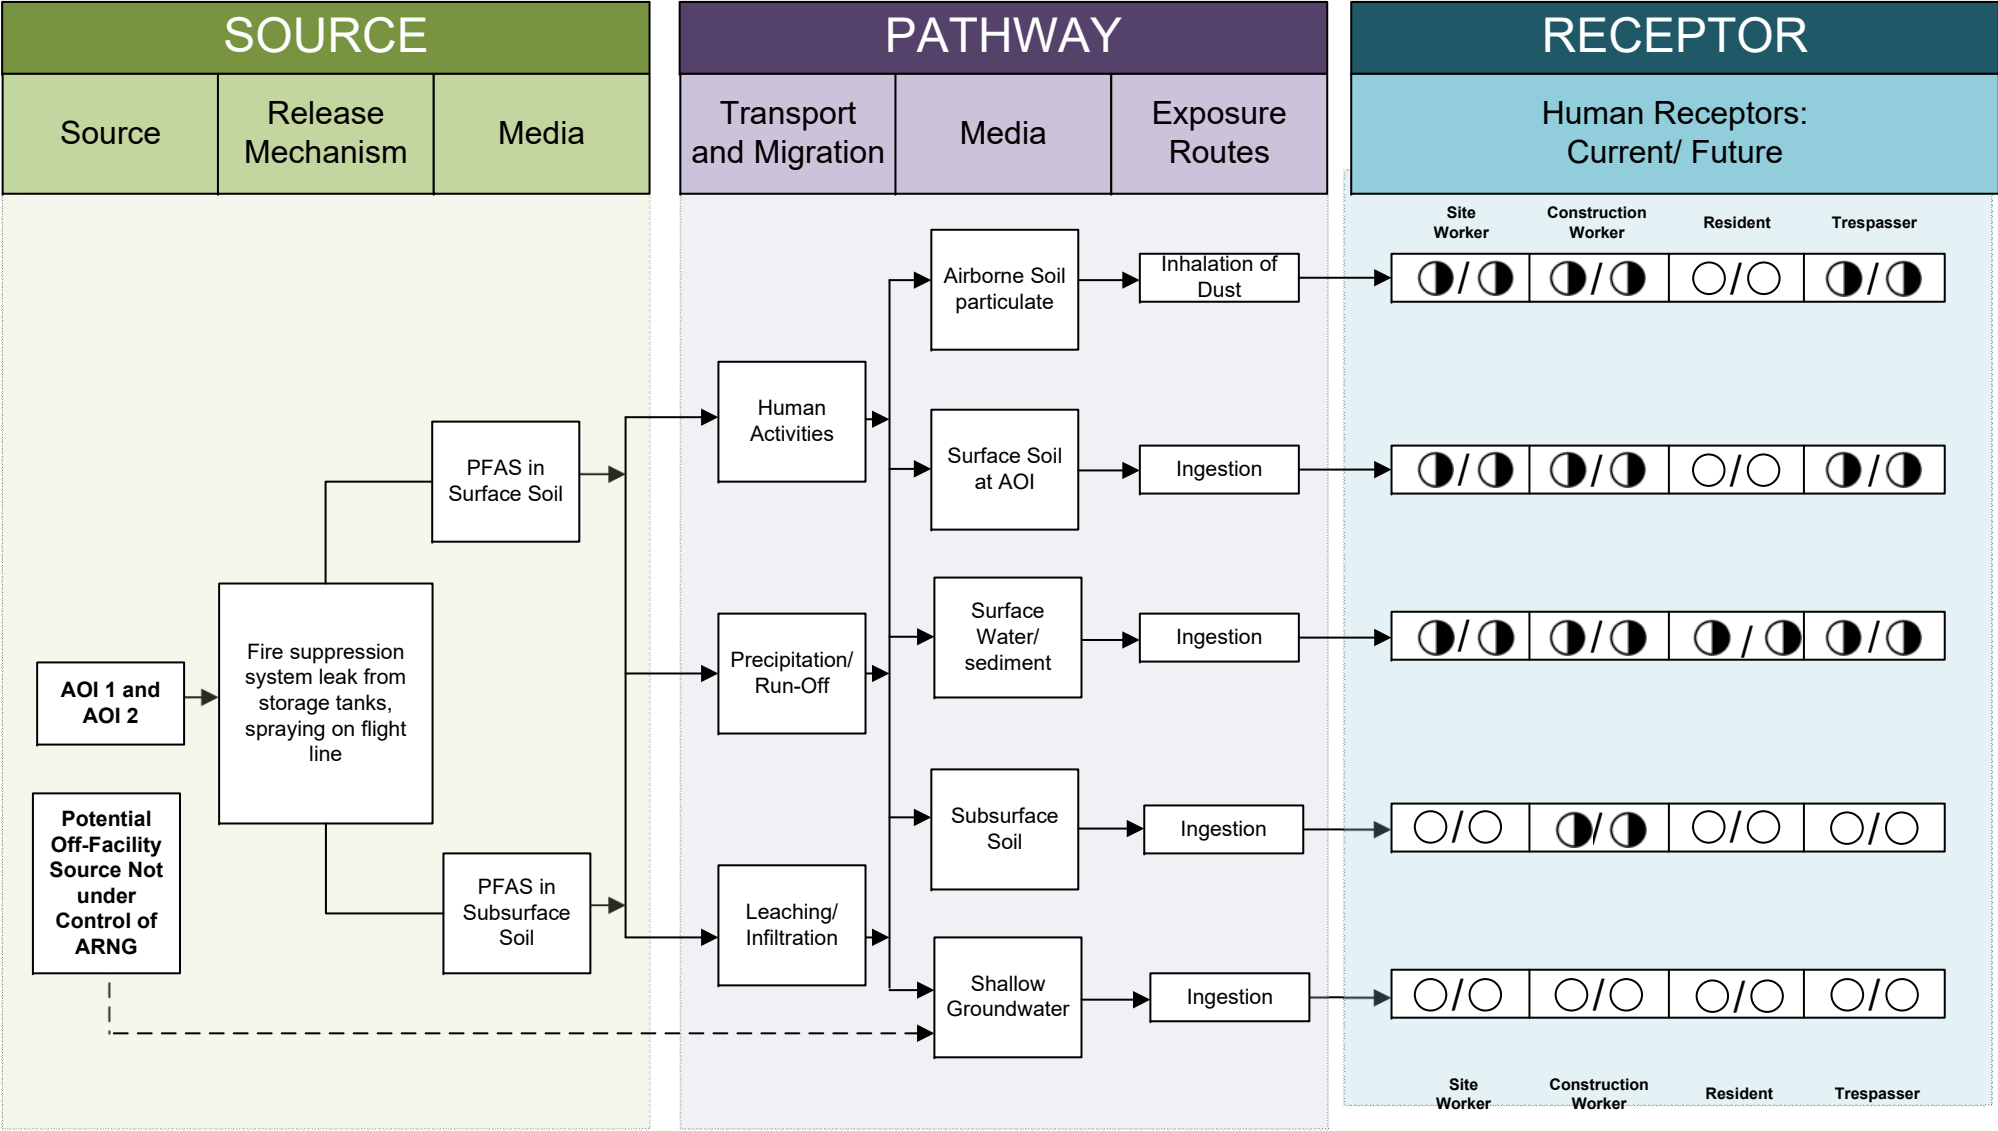 SOURCE
PATHWAY
RECEPTOR
Source
Release
Mechanism
Media
Transport
and Migration
Media
Exposure
Routes
Human Receptors:
Current/ Future
Site
Worker
Construction
Worker
Resident
Trespasser
Airborne Soil
particulate
Inhalation of
Dust
/
/
/
/
Human
Activities
PFAS in
Surface Soil
Surface Soil
at AOI
Ingestion
/
/
/
/
Fire suppression
system leak from
storage tanks,
spraying on flight
line
AOI 1 and
AOI 2
Precipitation/
Run-Off
Surface
Water/
sediment
Ingestion
/
/
/
/
Potential
Off-Facility
Source Not
under
Control of
ARNG
PFAS in
Subsurface
Soil
Leaching/
Infiltration
Subsurface
Soil
Ingestion
/
/
/
/
Shallow
Groundwater
Ingestion
/
/
/
/
Site
Worker
Construction
Worker
Resident
Trespasser